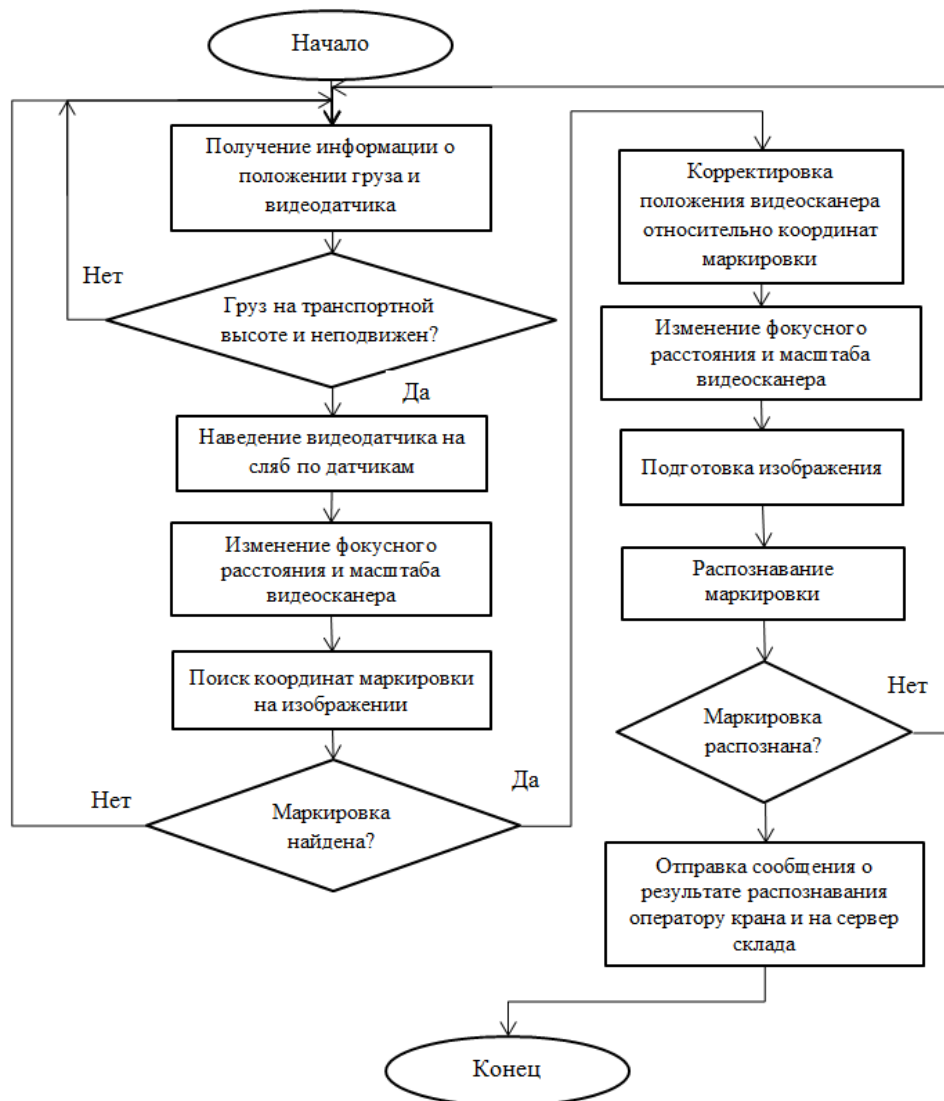 Начало
Получение информации о
положении груза и
видеодатчика
Нет
Груз на транспортной
высоте и неподвижен?
Да
Наведение видеодатчика на
сляб по датчикам
Изменение фокусного
расстояния и масштаба
видеосканера
Поиск координат маркировки
на изображении
Нет
Маркировка
найдена?
Да
Корректировка
положения видеосканера
относительно координат
маркировки
Изменение фокусного
расстояния и масштаба
видеосканера
Подготовка изображения
Распознавание
маркировки
Маркировка
распознана?
Нет
Отправка сообщения о
результате распознавания
оператору крана и на сервер
склада
Конец